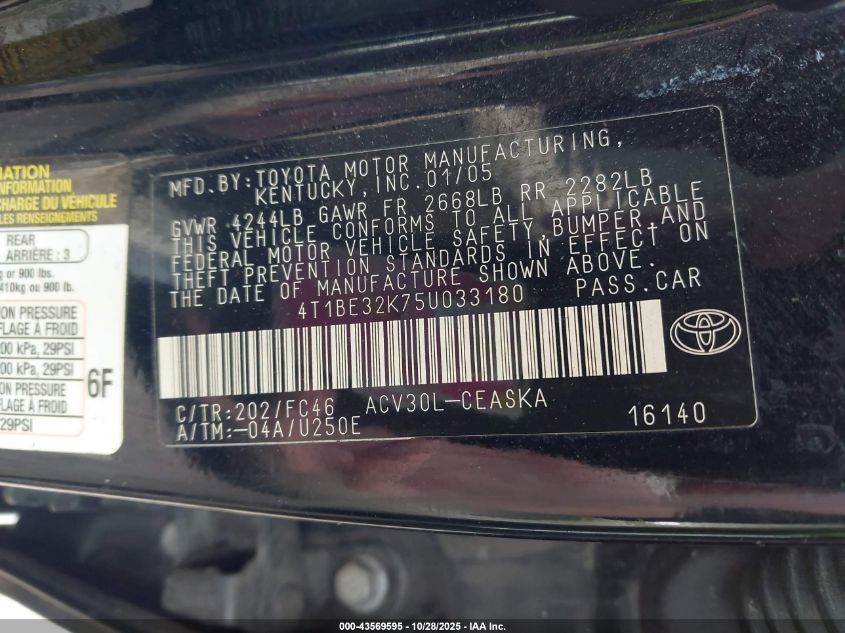 MATION
INFORMATION
CHARGE DU VÉHICULE
LES RENSEIGNEMENTS
REAR
ARRIÈRE : 3
kg or 900 lbs.
410kg ou 900 lb.
ION PRESSURE
FLAGE À FROID
00 kPa, 29PSI
00 kPa, 29PSI
ON PRESSURE
FLAGE À FROID
29PSI
6F
MFD. BY: TOYOTA MOTOR MANUFACTURING,
KENTUCKY, INC. 01/05
GVWR 4244LB GAWR FR 2668LB RR 2282LB
THIS VEHICLE CONFORMS TO ALL APPLICABLE
FEDERAL MOTOR VEHICLE SAFETY, BUMPER AND
THEFT PREVENTION STANDARDS IN EFFECT ON
THE DATE OF MANUFACTURE SHOWN ABOVE.
4T1BE32K75U033180 PASS.CAR
C/TR:202/FC46 ACV30L-CEASKA
A/TM:-04A/U250E 16140
000-43569595 - 10/28/2025 - IAA Inc.